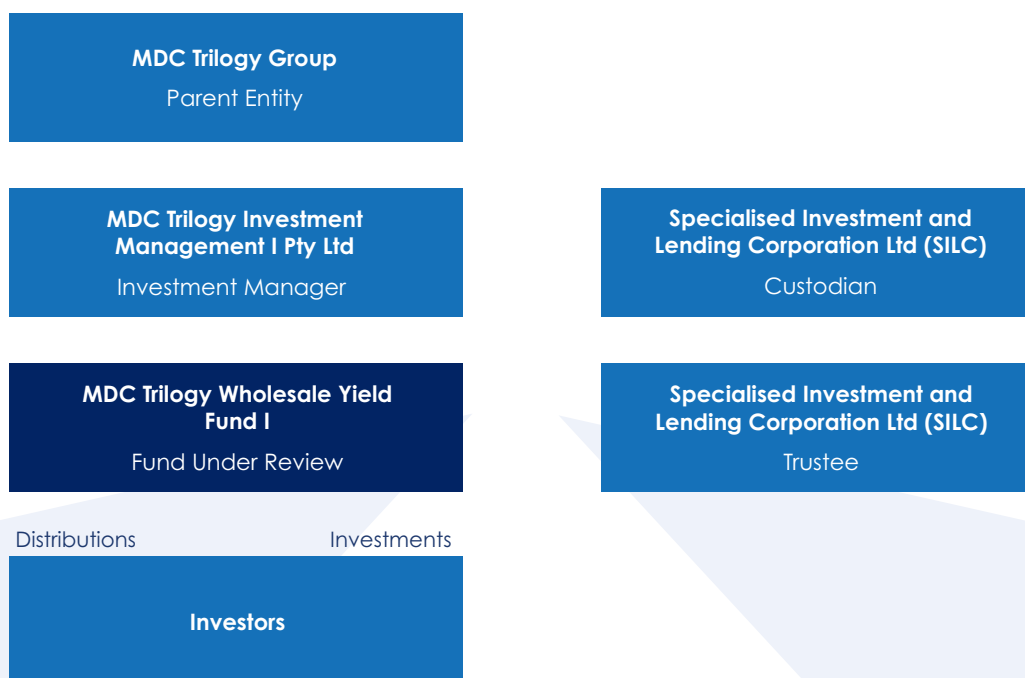 MDC Trilogy Group
Parent Entity
MDC Trilogy Investment
Management I Pty Ltd
Investment Manager
Specialised Investment and
Lending Corporation Ltd (SILC)
Custodian
MDC Trilogy Wholesale Yield
Fund I
Fund Under Review
Specialised Investment and
Lending Corporation Ltd (SILC)
Trustee
Distributions
Investments
Investors